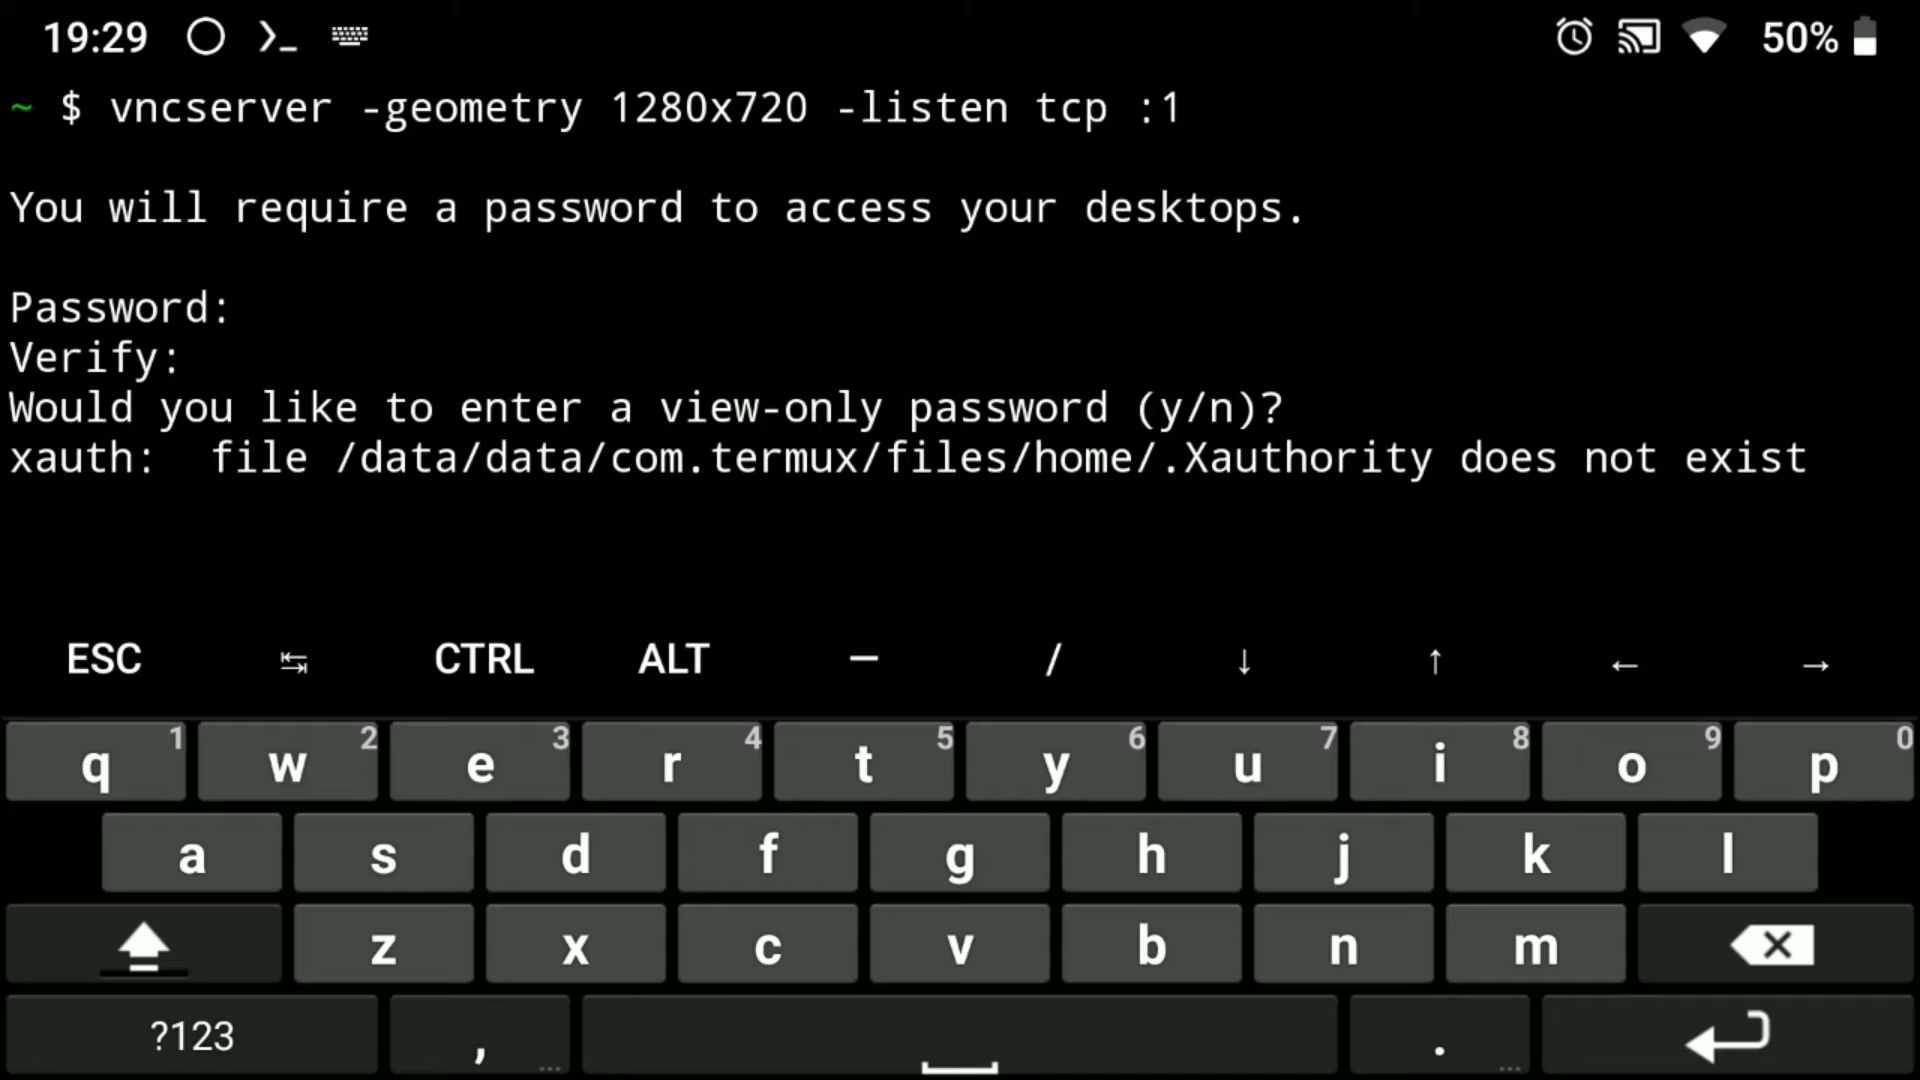 19:29 50%
~ $ vncserver -geometry 1280x720 -listen tcp :1
You will require a password to access your desktops.
Password:
Verify:
Would you like to enter a view-only password (y/n)?
xauth:  file /data/data/com.termux/files/home/.Xauthority does not exist
ESC ↹ CTRL ALT — / ↓ ↑ ← →
q 1 w 2 e 3 r 4 t 5 y 6 u 7 i 8 o 9 p 0
a s d f g h j k l
z x c v b n m
?123 , ... . ...